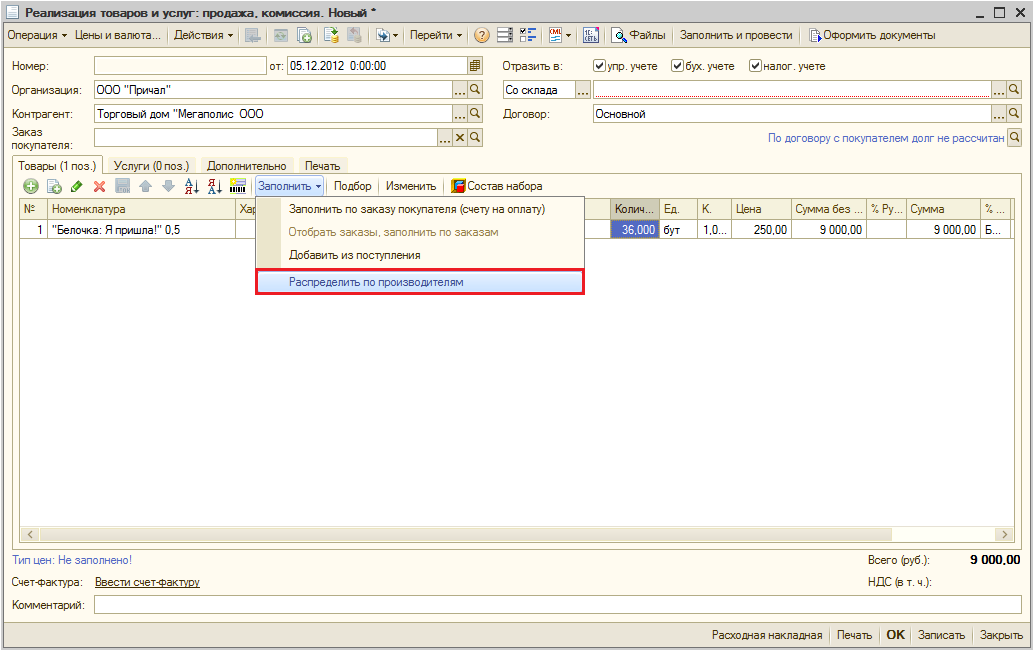 Реализация товаров и услуг: продажа, комиссия. Новый *
Операция Цены и валюта... Действия Перейти Файлы Заполнить и провести Оформить документы
Номер: от: 05.12.2012 0:00:00 Отразить в: упр. учете бух. учете налог. учете
Организация: ООО "Причал" ... Со склада ... ...
Контрагент: Торговый дом "Мегаполис ООО ... Договор: Основной ...
Заказ
покупателя: ... По договору с покупателем долг не рассчитан
Товары (1 поз.) Услуги (0 поз.) Дополнительно Печать
Заполнить Подбор Изменить Состав набора
№ Номенклатура Хар Колич... Ед. К. Цена Сумма без ... % Ру... Сумма % ...
1 "Белочка: Я пришла!" 0,5 36,000 бут 1,0... 250,00 9 000,00 9 000,00 Б...
Заполнить по заказу покупателя (счету на оплату)
Отобрать заказы, заполнить по заказам
Добавить из поступления
Распределить по производителям
Тип цен: Не заполнено! Всего (руб.): 9 000,00
Счет-фактура: Ввести счет-фактуру НДС (в т. ч.):
Комментарий:
Расходная накладная Печать OK Записать Закрыть